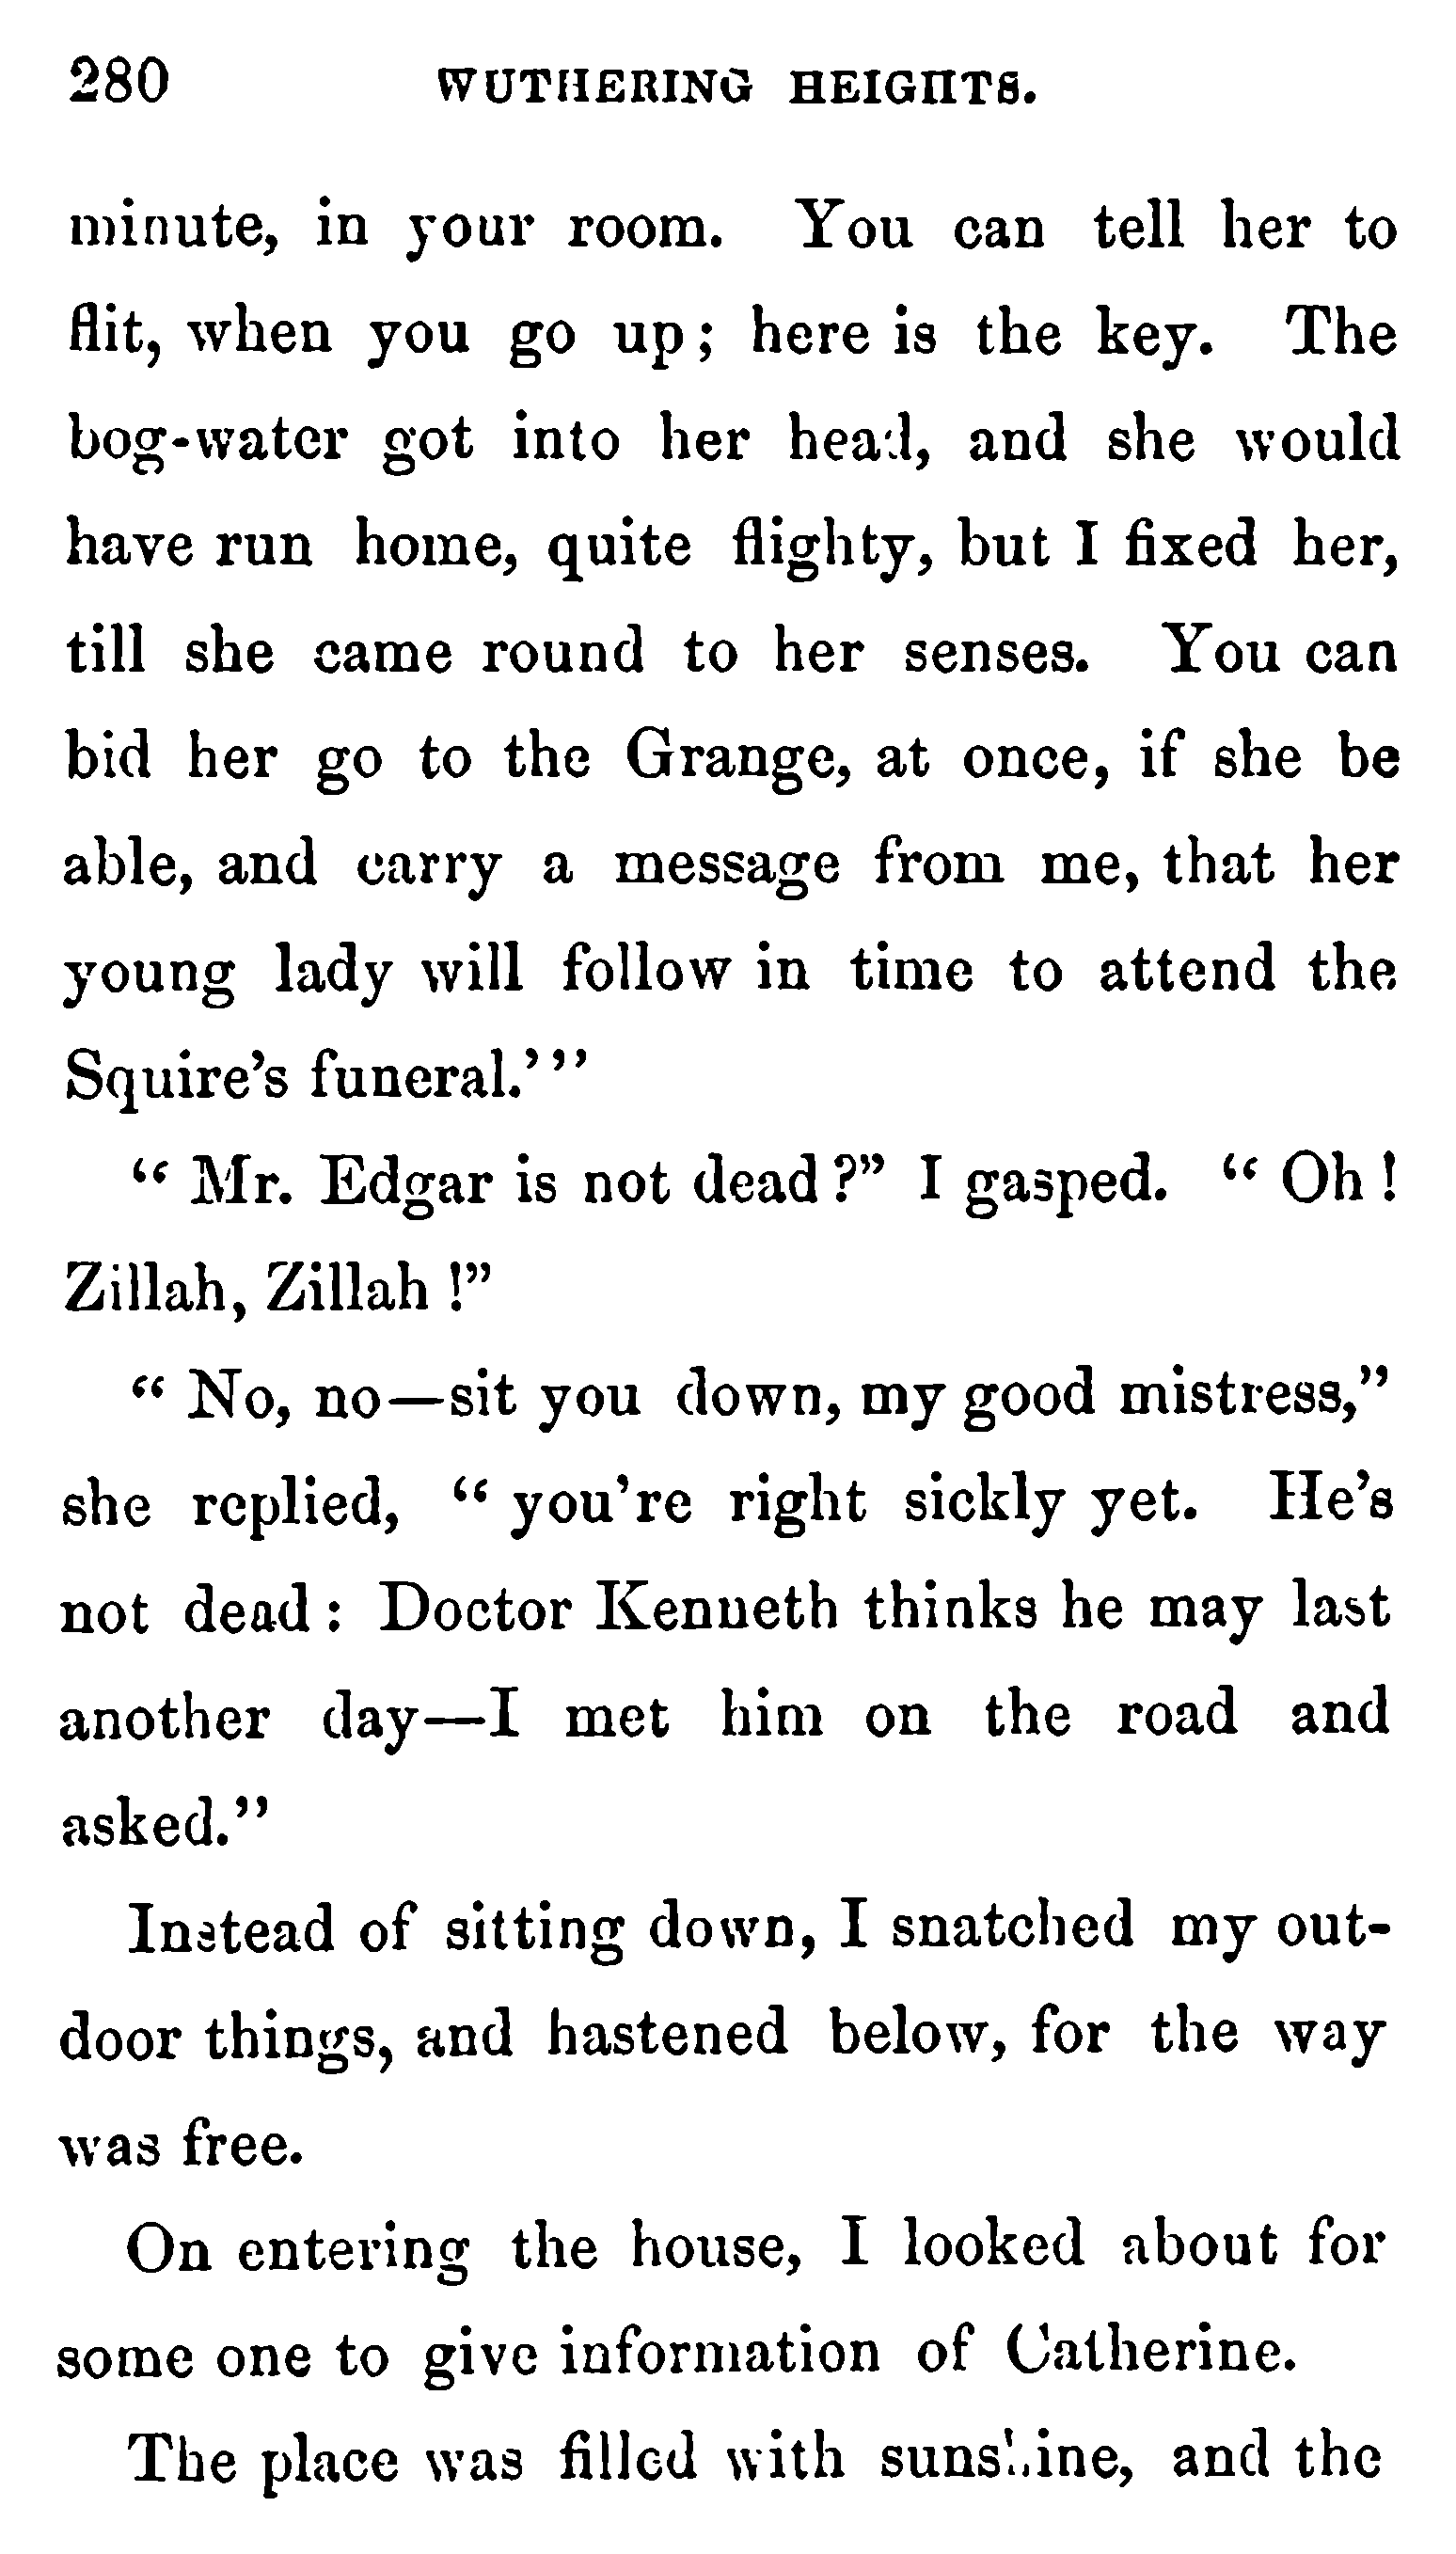 280 WUTHERING HEIGHTS.
minute, in your room. You can tell her to
flit, when you go up; here is the key. The
bog-water got into her head, and she would
have run home, quite flighty, but I fixed her,
till she came round to her senses. You can
bid her go to the Grange, at once, if she be
able, and carry a message from me, that her
young lady will follow in time to attend the
Squire's funeral.'"
" Mr. Edgar is not dead ?" I gasped. " Oh !
Zillah, Zillah !"
" No, no—sit you down, my good mistress,"
she replied, " you're right sickly yet. He's
not dead : Doctor Kenneth thinks he may last
another day—I met him on the road and
asked."
Instead of sitting down, I snatched my out-
door things, and hastened below, for the way
was free.
On entering the house, I looked about for
some one to give information of Catherine.
The place was filled with sunshine, and the